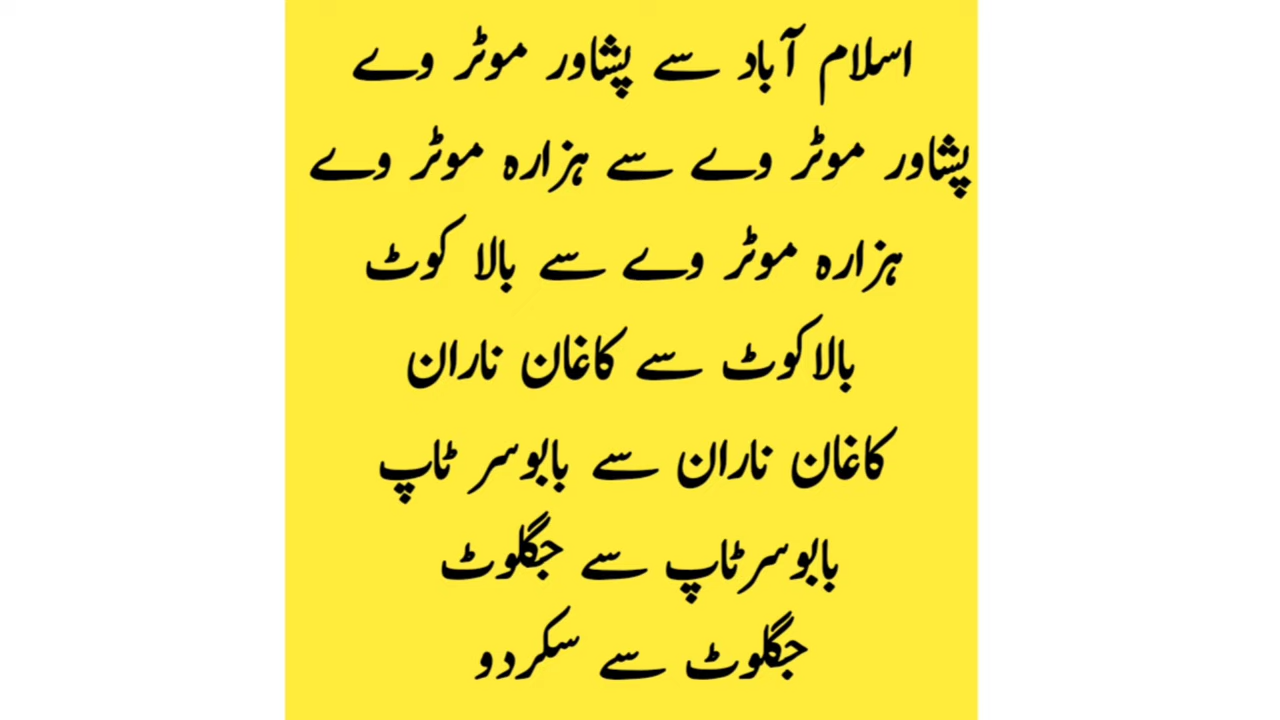 اسلام آباد سے پشاور موٹر وے
پشاور موٹر وے سے ہزارہ موٹر وے
ہزارہ موٹر وے سے بالا کوٹ
بالاکوٹ سے کاغان ناران
کاغان ناران سے بابوسر ٹاپ
بابوسرٹاپ سے جگلوٹ
جگلوٹ سے سکردو